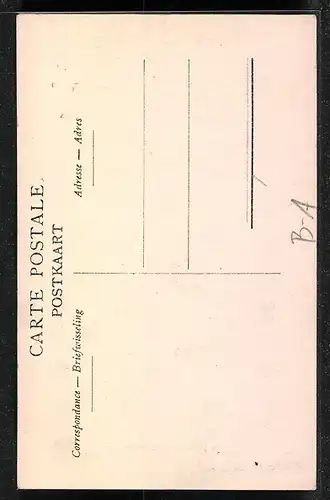 CARTE POSTALE
POSTKAART
Correspondance — Briefwisseling
Adresse — Adres
B-A